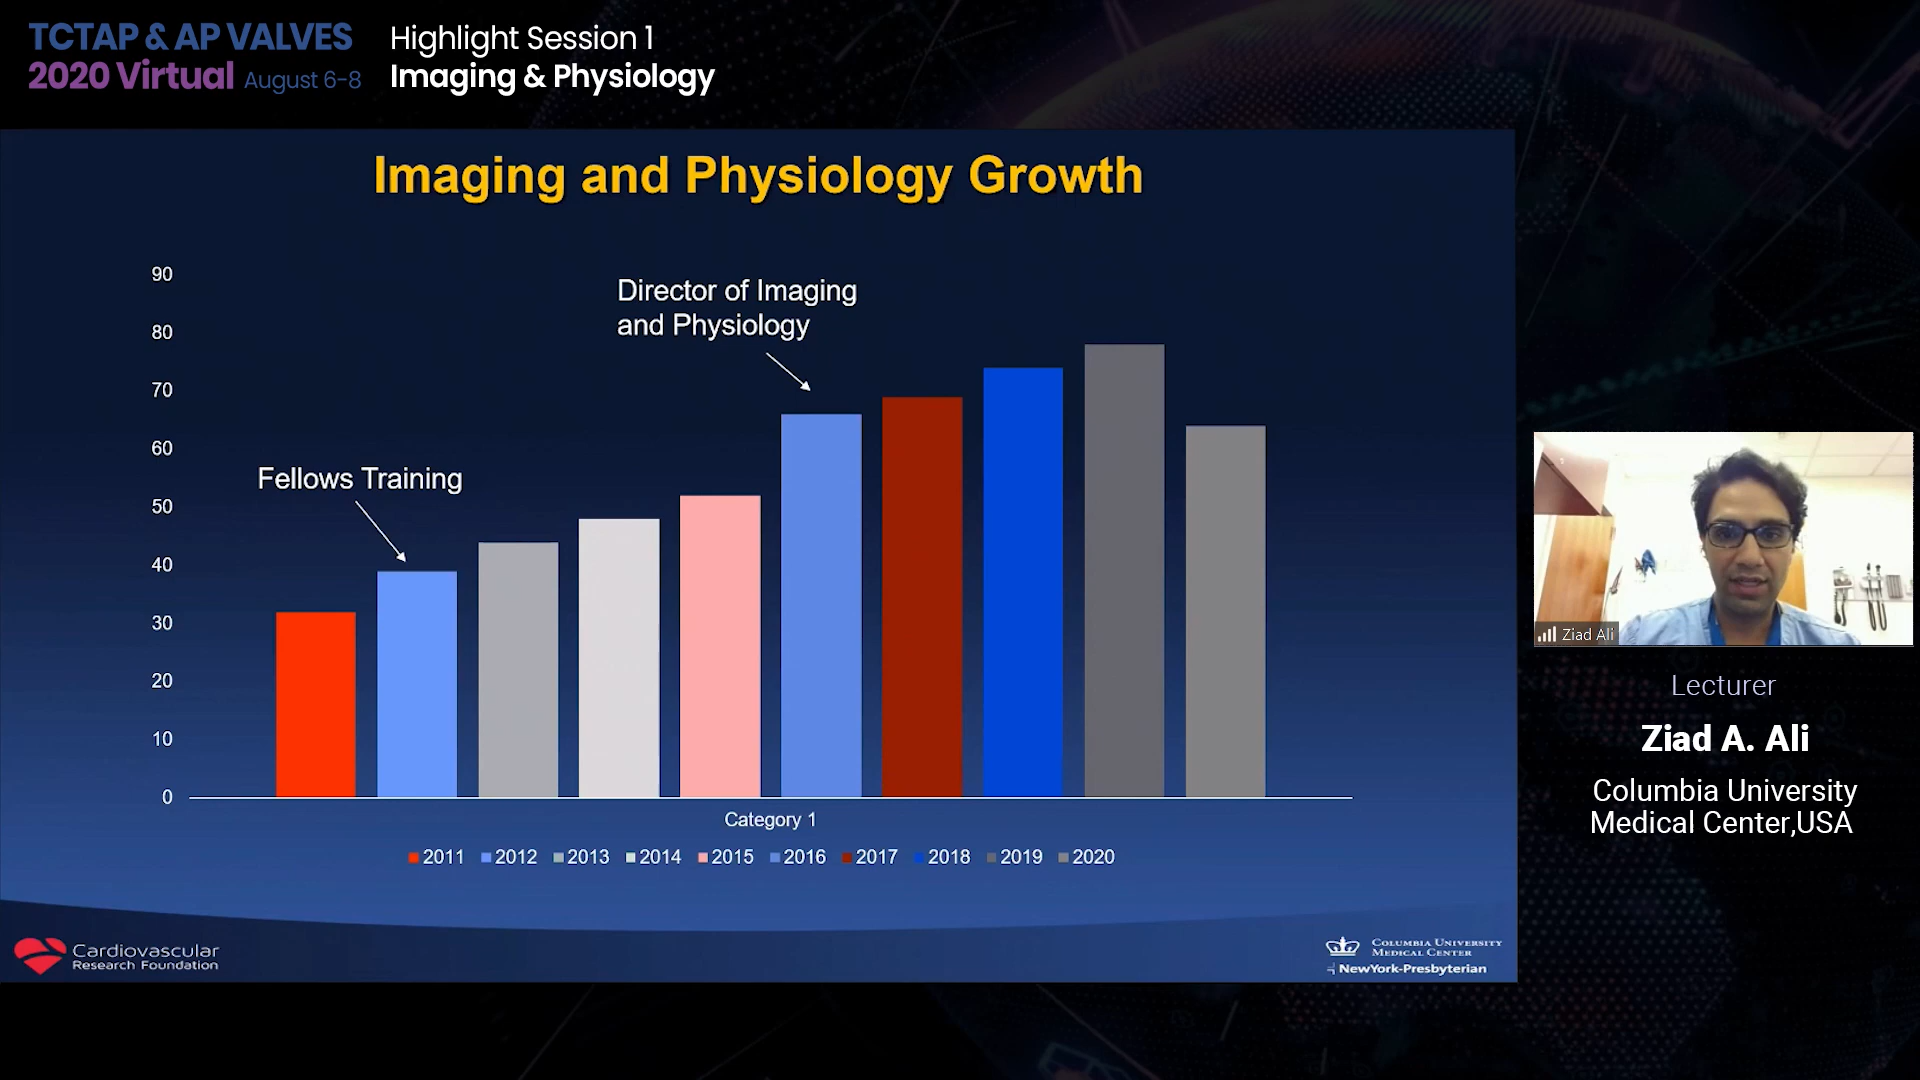 TCTAP & AP VALVES
2020 Virtual August 6-8
Highlight Session 1
Imaging & Physiology
Imaging and Physiology Growth
90
80
70
60
50
40
30
20
10
0
Director of Imaging
and Physiology
Fellows Training
Category 1
2011 2012 2013 2014 2015 2016 2017 2018 2019 2020
Cardiovascular
Research Foundation
COLUMBIA UNIVERSITY
MEDICAL CENTER
NewYork-Presbyterian
Ziad Ali
Lecturer
Ziad A. Ali
Columbia University
Medical Center,USA